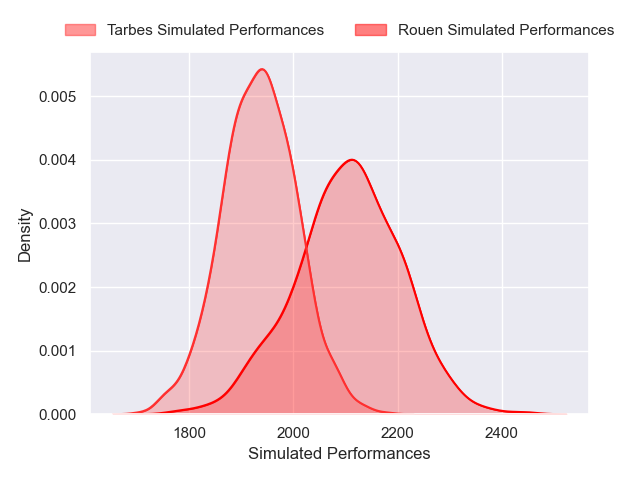 Tarbes Simulated Performances
Rouen Simulated Performances
0.005
0.004
0.003
0.002
0.001
0.000
Density
1800
2000
2200
2400
Simulated Performances